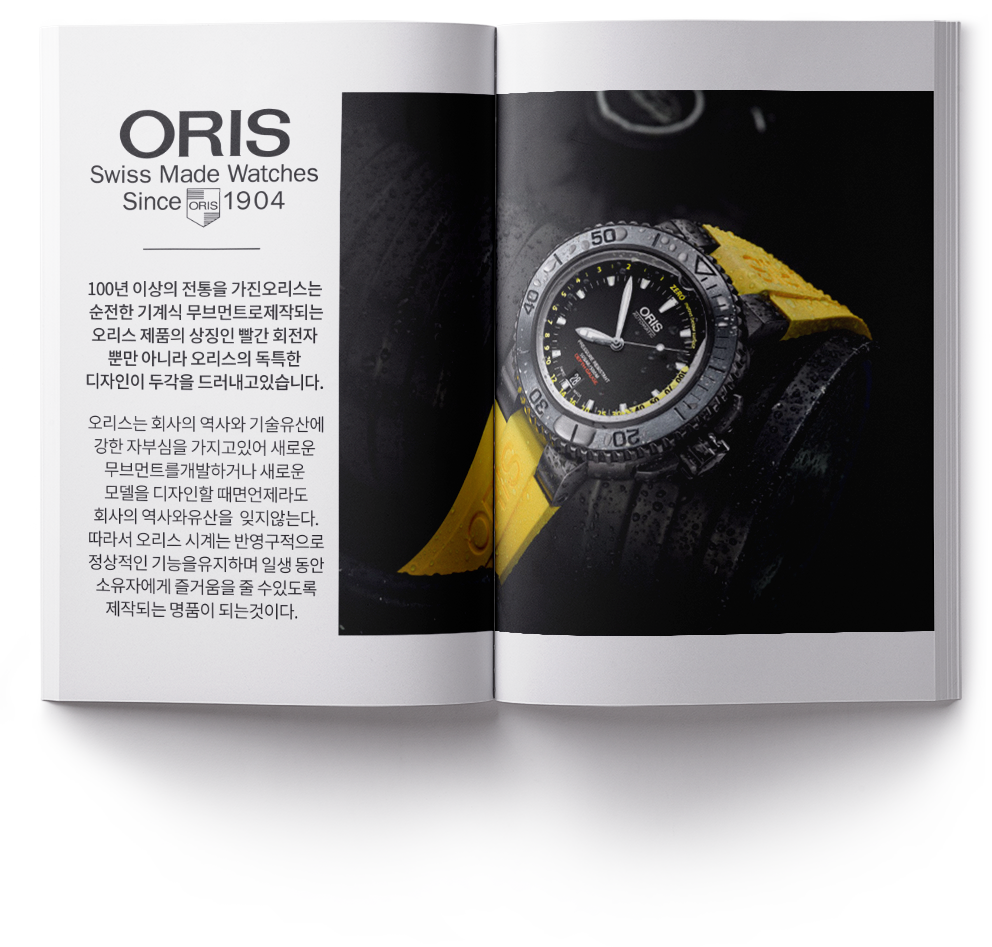 ORIS
Swiss Made Watches
Since ORIS 1904
100년 이상의 전통을 가진오리스는
순전한 기계식 무브먼트로제작되는
오리스 제품의 상징인 빨간 회전자
뿐만 아니라 오리스의 독특한
디자인이 두각을 드러내고있습니다.
오리스는 회사의 역사와 기술유산에
강한 자부심을 가지고있어 새로운
무브먼트를개발하거나 새로운
모델을 디자인할 때면언제라도
회사의 역사와유산을 잊지않는다.
따라서 오리스 시계는 반영구적으로
정상적인 기능을유지하며 일생 동안
소유자에게 즐거움을 줄 수있도록
제작되는 명품이 되는것이다.
50
40
30
20
ZERO
ORIS
AUTOMATIC
PRESSURE RESISTANT
28